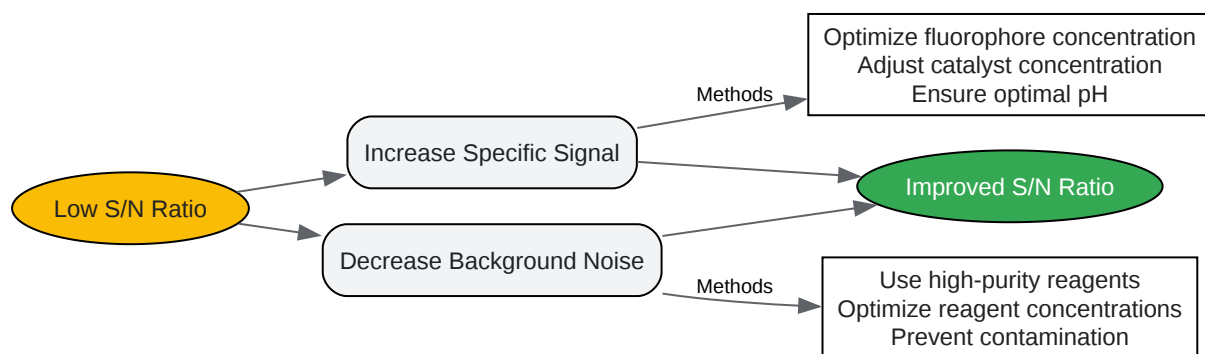 Optimize fluorophore concentration
Adjust catalyst concentration
Ensure optimal pH
Methods
Increase Specific Signal
Improved S/N Ratio
Low S/N Ratio
Decrease Background Noise
Methods
Use high-purity reagents
Optimize reagent concentrations
Prevent contamination